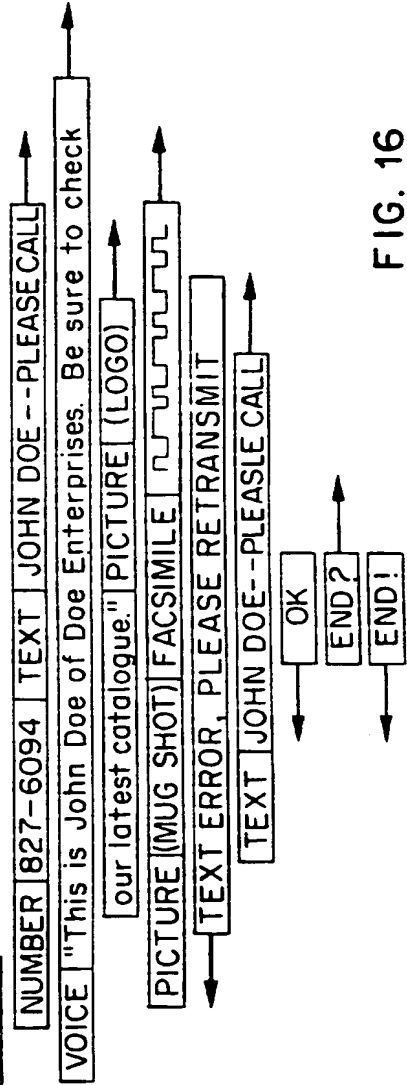 NUMBER 827-6094 TEXT JOHN DOE--PLEASE CALL
VOICE "This is John Doe of Doe Enterprises. Be sure to check
our latest catalogue." PICTURE (LOGO)
PICTURE (MUG SHOT) FACSIMILE
TEXT ERROR, PLEASE RETRANSMIT
TEXT JOHN DOE--PLEASLE CALL
OK
END?
END!
FIG. 16